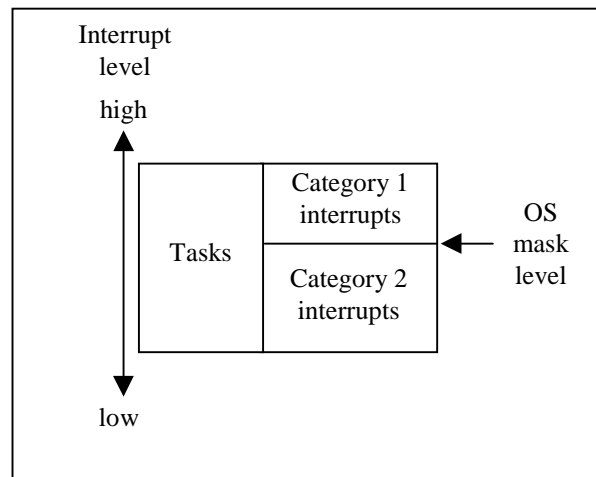 Interrupt
level
high
Category 1
interrupts
Tasks
OS
mask
level
Category 2
interrupts
low